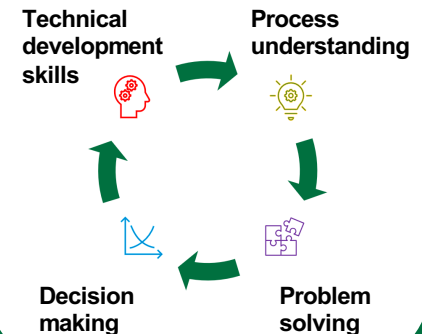 Technical
development
skills
Process
understanding
Decision
making
Problem
solving